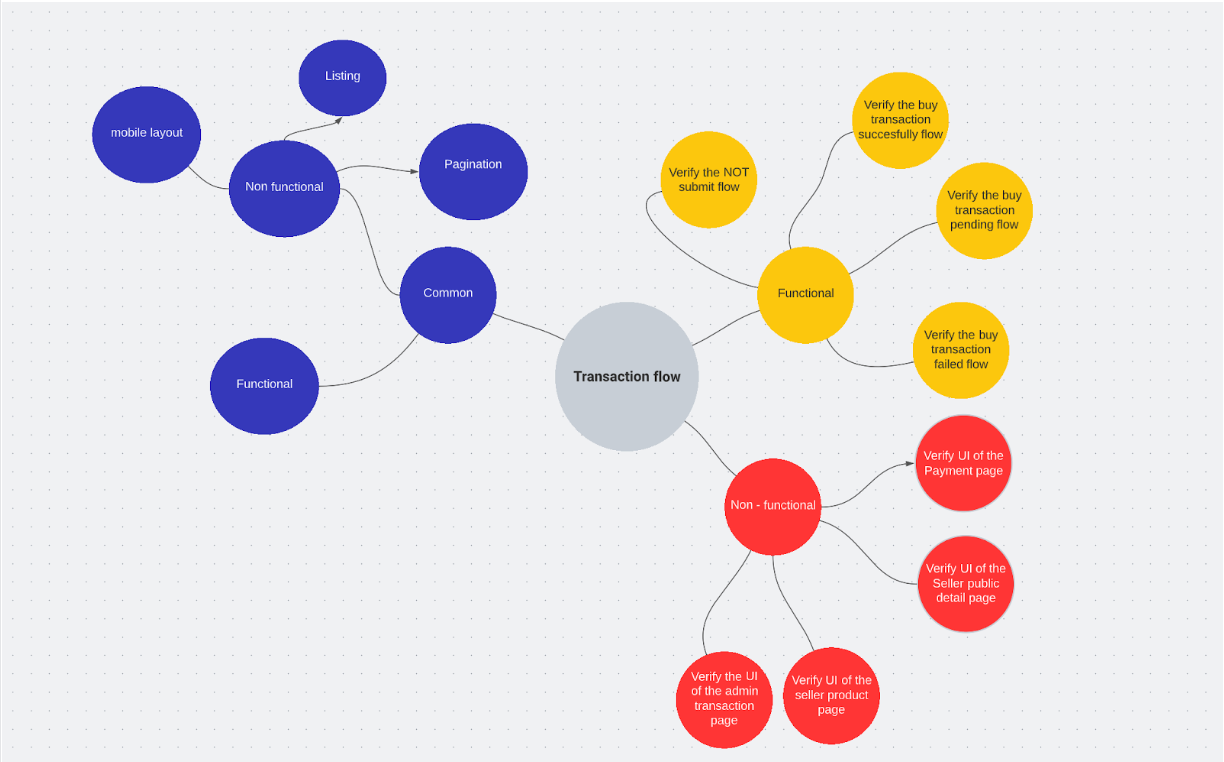 Listing
mobile layout
Pagination
Non functional
Common
Functional
Transaction flow
Verify the NOT
submit flow
Verify the buy
transaction
succesfully flow
Verify the buy
transaction
pending flow
Functional
Verify the buy
transaction
failed flow
Verify UI of the
Payment page
Non - functional
Verify UI of the
Seller public
detail page
Verify the UI
of the admin
transaction
page
Verify UI of the
seller product
page